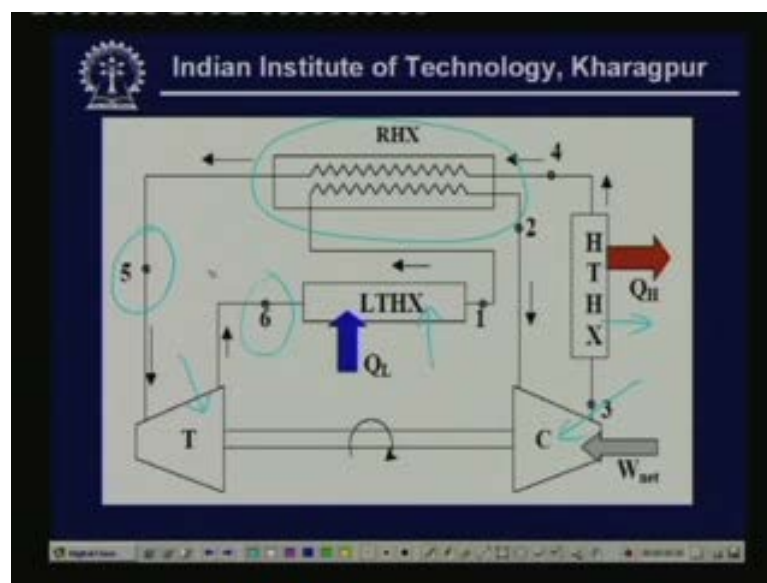 Indian Institute of Technology, Kharagpur
RHX
4
2
5
6
LTHX
1
H
T
H
X
QH
QL
3
T
C
Wnet